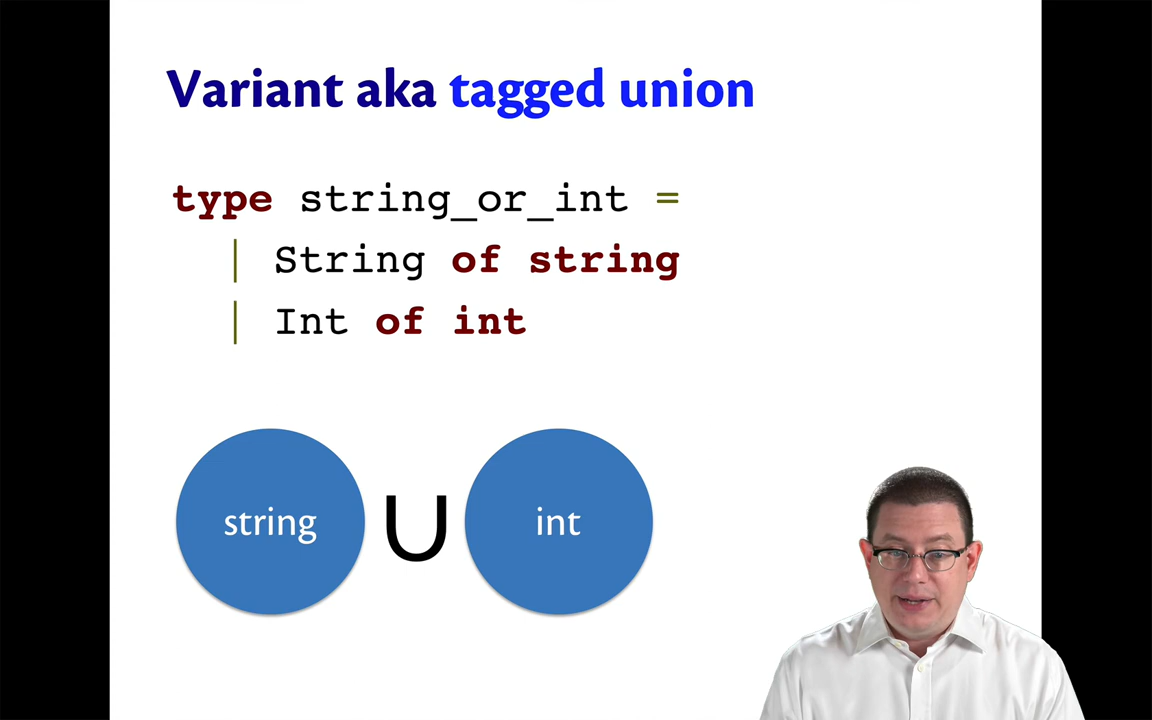 Variant aka tagged union
type string_or_int =
| String of string
| Int of int
string ∪ int